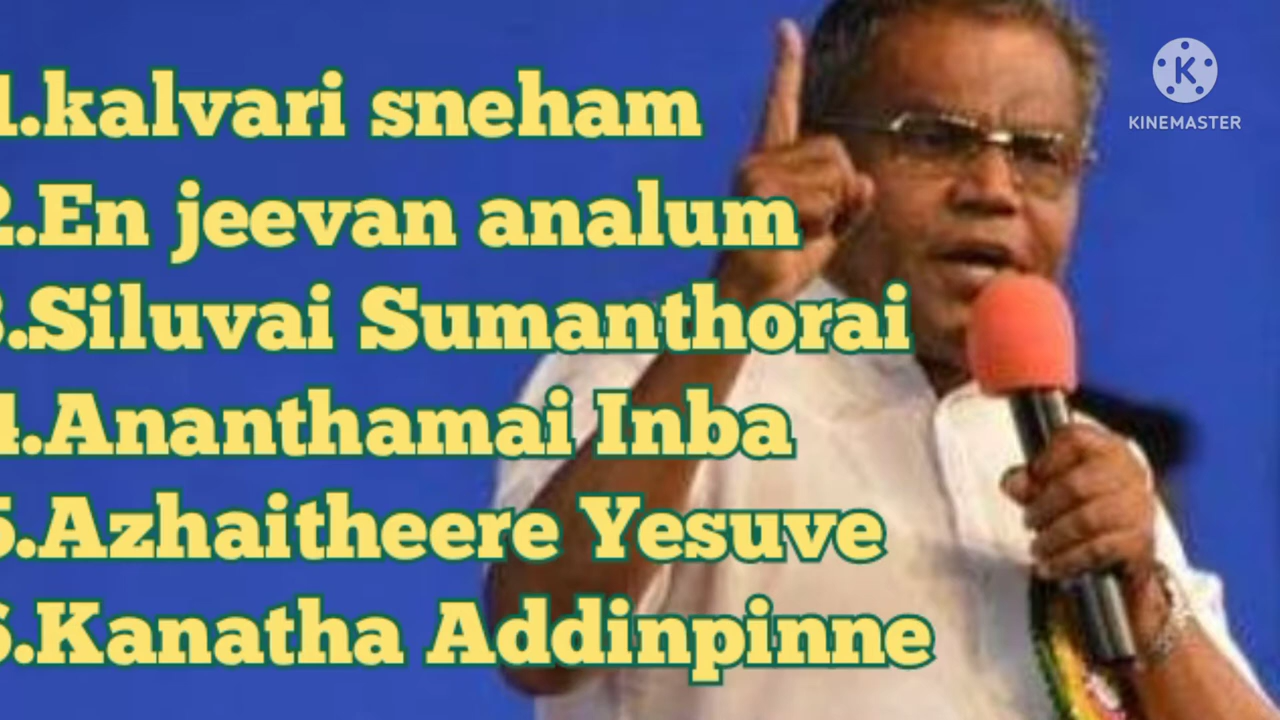 1.kalvari sneham
2.En jeevan analum
3.Siluvai Sumanthorai
4.Ananthamai Inba
5.Azhaitheere Yesuve
6.Kanatha Addinpinne
K
KINEMASTER